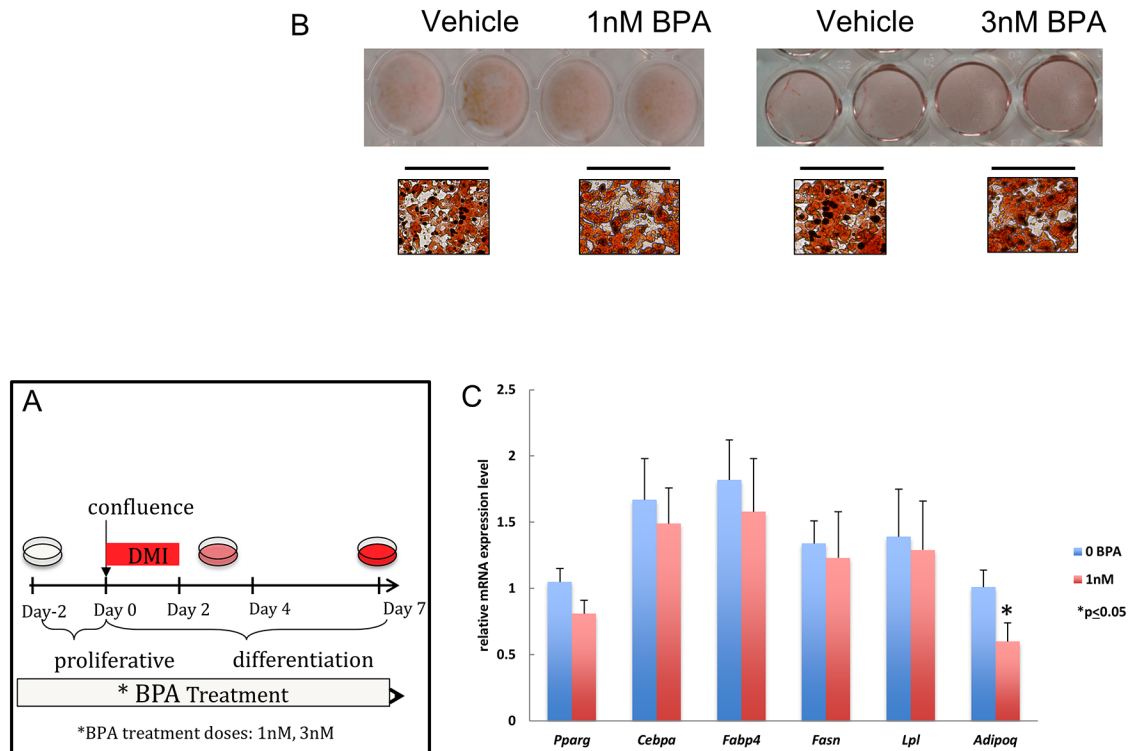 B
Vehicle 1nM BPA Vehicle 3nM BPA
A
confluence
DMI
Day-2 Day 0 Day 2 Day 4 Day 7
proliferative differentiation
* BPA Treatment
*BPA treatment doses: 1nM, 3nM
C
relative mRNA expression level
2.5
2
1.5
1
0.5
0
*
Pparg Cebpa Fabp4 Fasn Lpl Adipoq
0 BPA
1nM
*p≤0.05